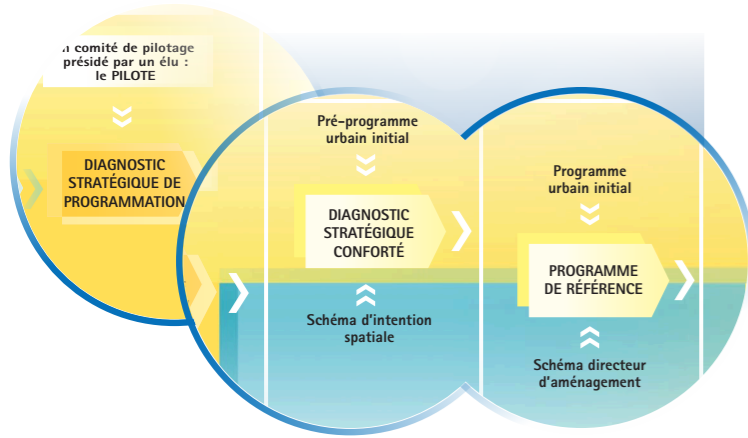 comité de pilotage
présidé par un élu :
le PILOTE
DIAGNOSTIC
STRATÉGIQUE DE
PROGRAMMATION
Pré-programme
urbain initial
DIAGNOSTIC
STRATÉGIQUE
CONFORTÉ
Schéma d'intention
spatiale
Programme
urbain initial
PROGRAMME
DE RÉFÉRENCE
Schéma directeur
d'aménagement